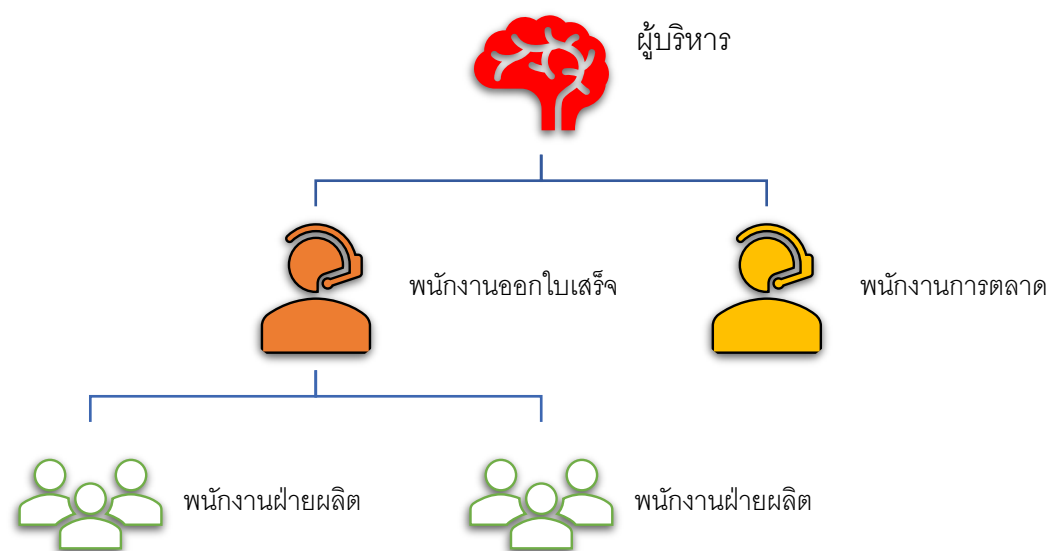 ผู้บริหาร
พนักงานออกใบเสร็จ
พนักงานการตลาด
พนักงานฝ่ายผลิต
พนักงานฝ่ายผลิต